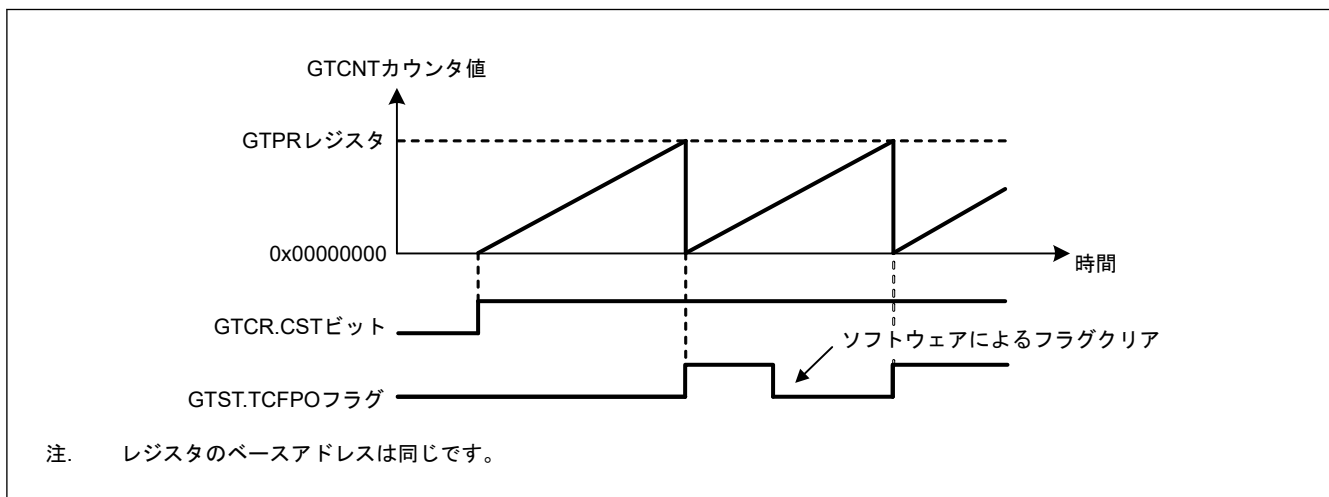 GTCNTカウンタ値
GTPRレジスタ
0x00000000
時間
GTCR.CSTビット
ソフトウェアによるフラグクリア
GTST.TCFPOフラグ
注. レジスタのベースアドレスは同じです。